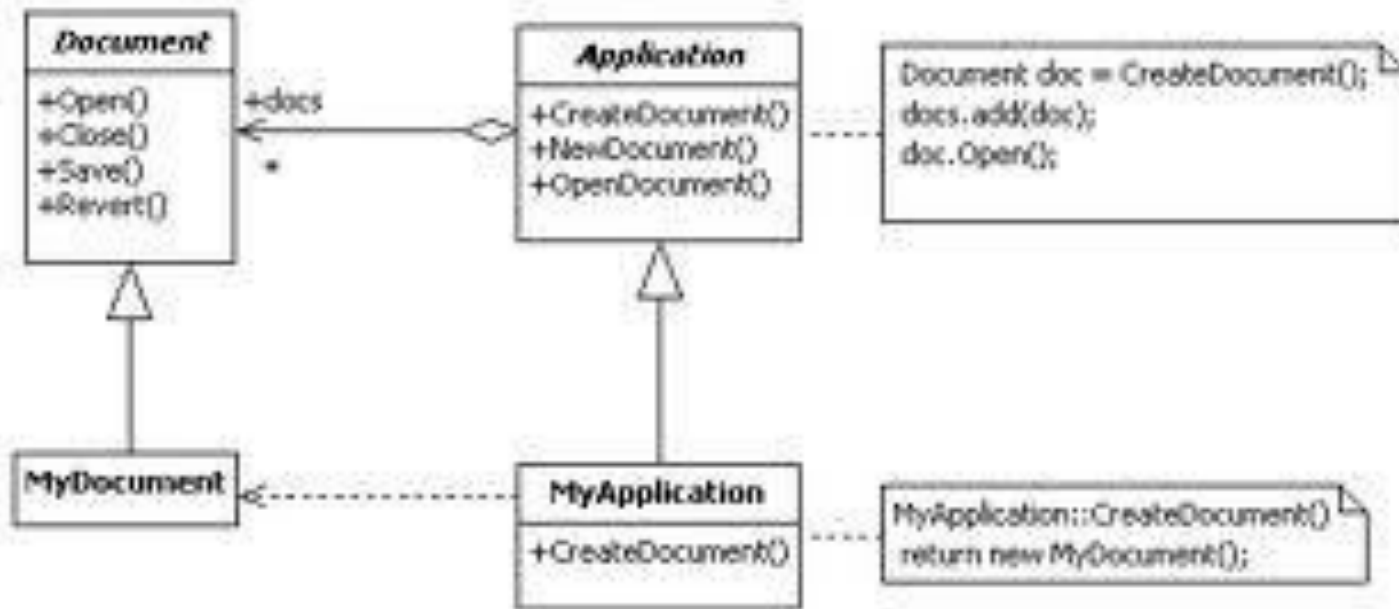 Document
+Open()
+Close()
+Save()
+Revert()
+docs
*
Application
+CreateDocument()
+NewDocument()
+OpenDocument()
Document doc = CreateDocument();
docs.add(doc);
doc.Open();
MyDocument
MyApplication
+CreateDocument()
MyApplication::CreateDocument()
return new MyDocument();